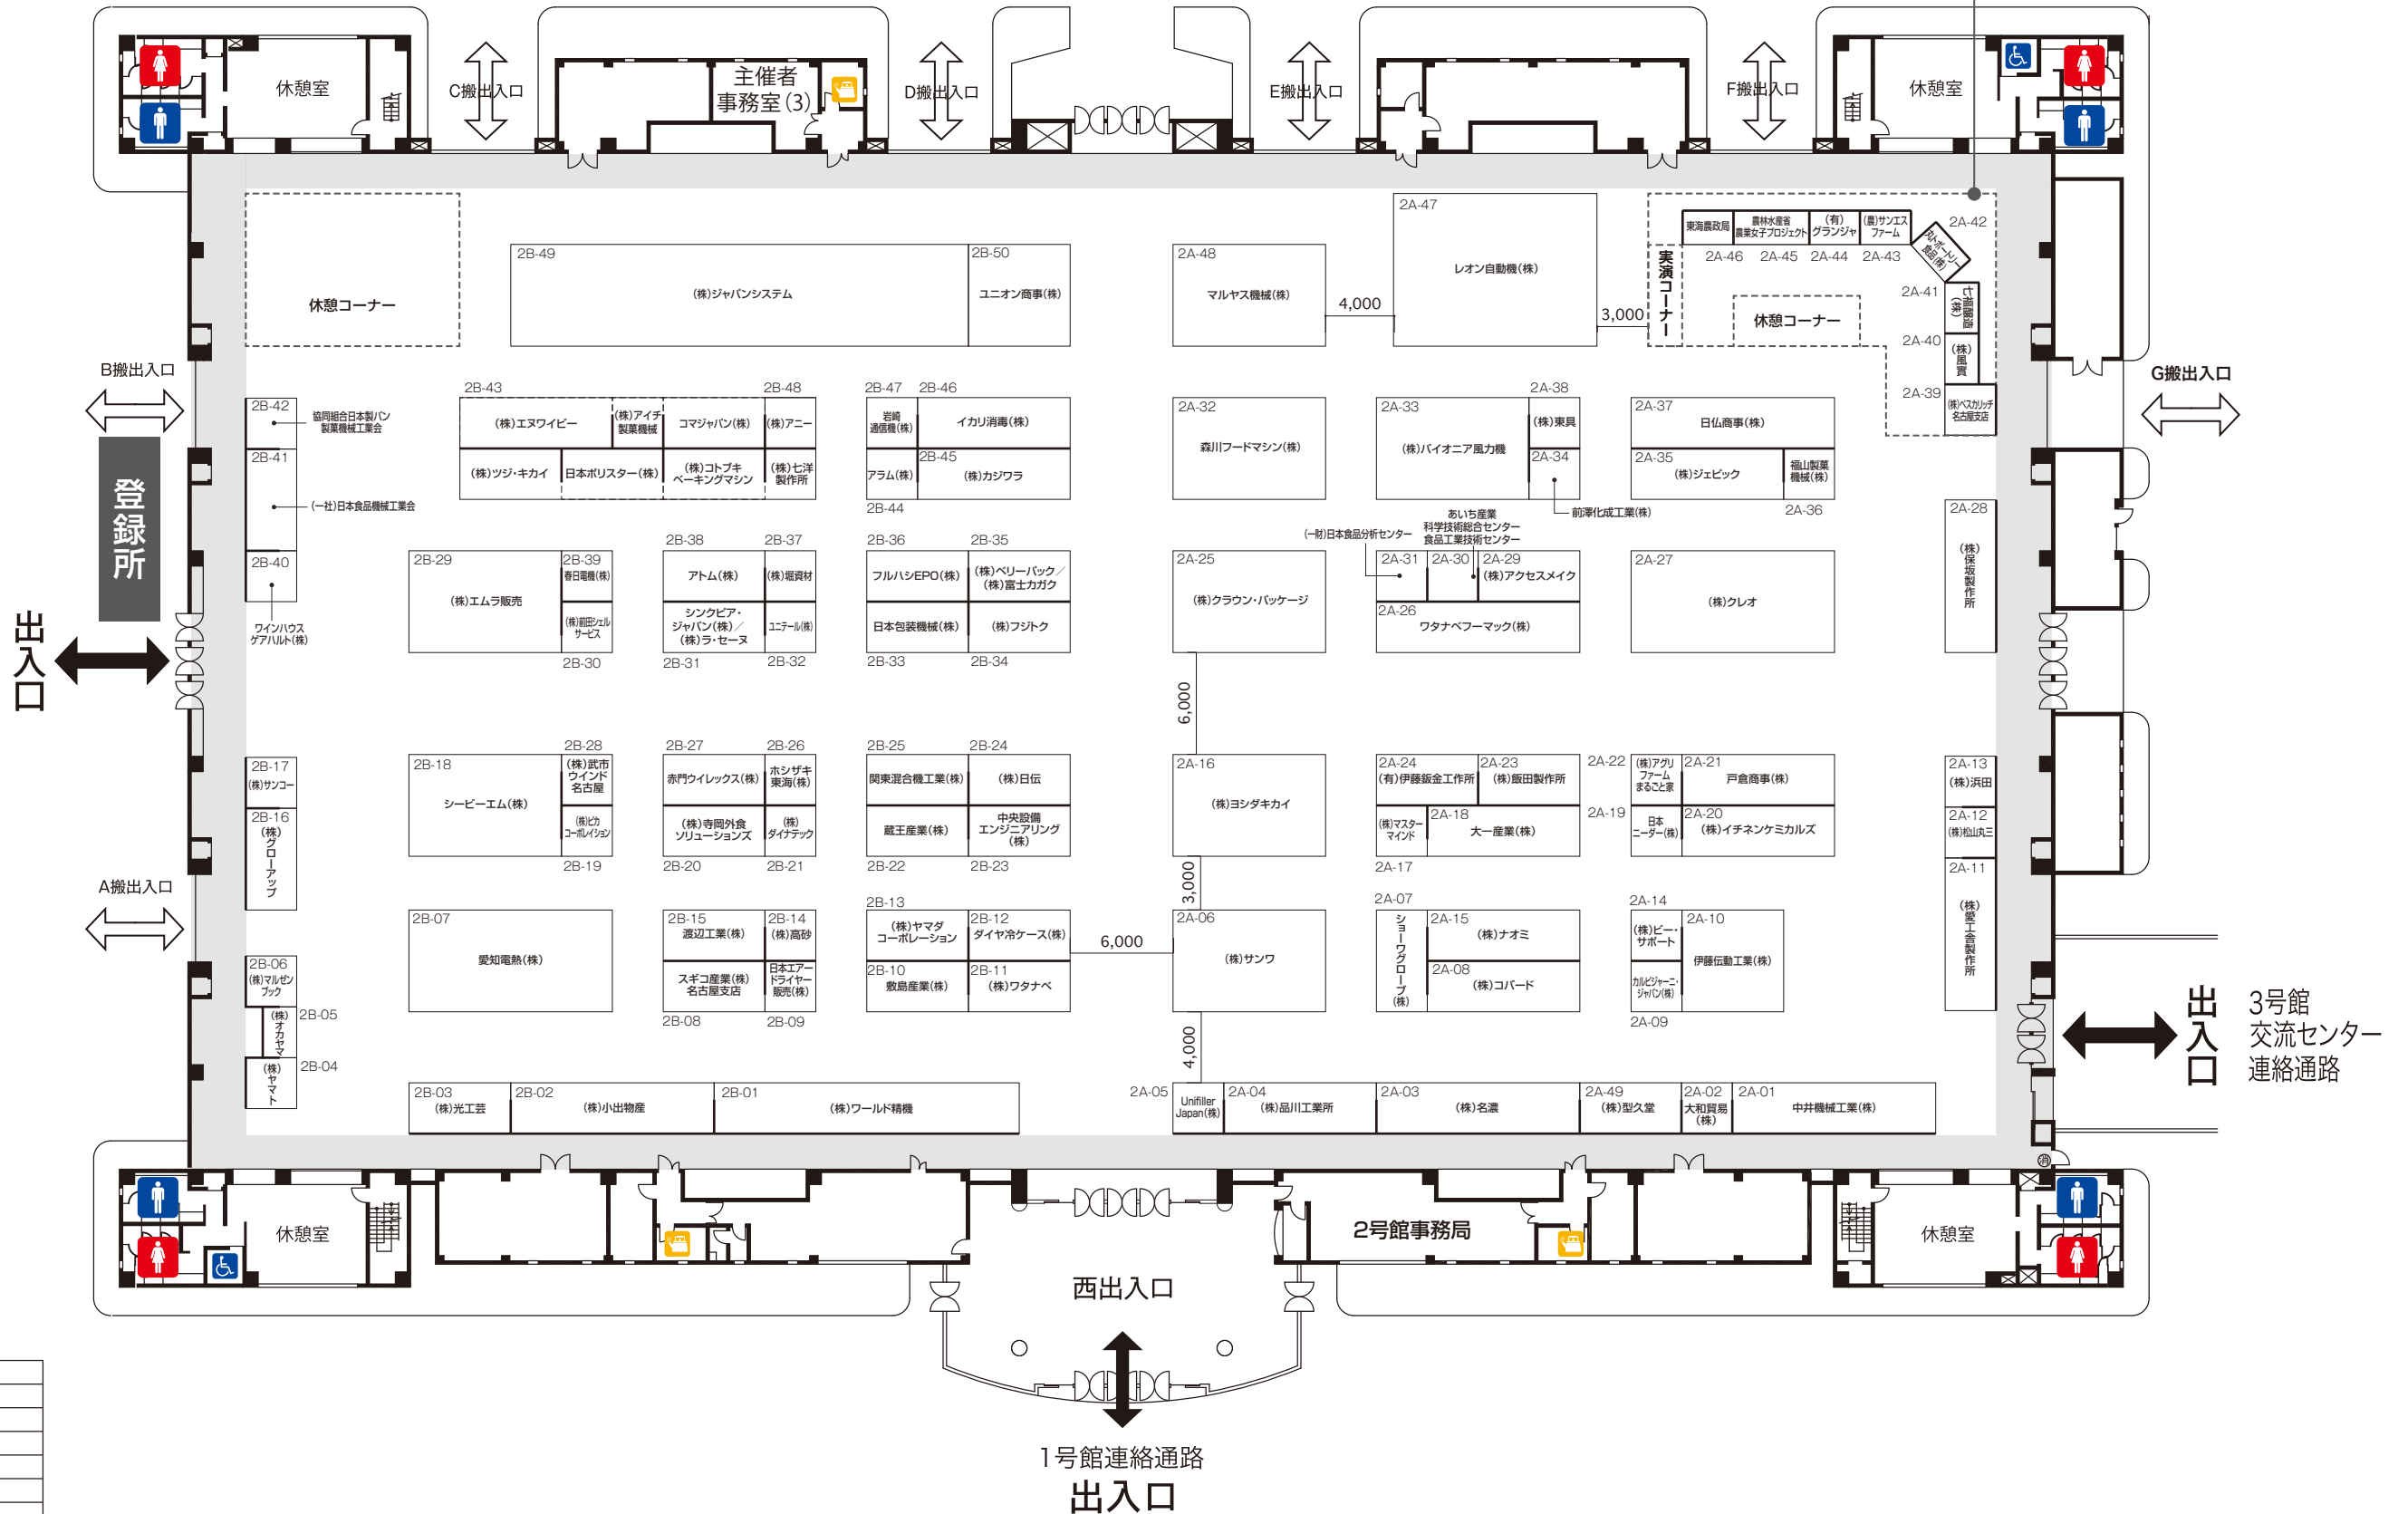 休憩室
C搬出入口
主催者
事務室(3)
D搬出入口
E搬出入口
F搬出入口
休憩室
休憩コーナー
2B-49
(株)ジャパンシステム
2B-50
ユニオン商事(株)
2A-48
マルヤス機械(株)
4,000
2A-47
レオン自動機(株)
3,000
実演コーナー
東海農政局
2A-46
農林水産省
農業女子プロジェクト
2A-45
(有)
グランジャ
2A-44
(農)サンエス
ファーム
2A-43
2A-42
休憩コーナー
2A-41
七福醸造
(株)
2A-40
(株)
風實
2A-39
(株)ペスカリッチ
名古屋支店
B搬出入口
G搬出入口
登録所
出入口
2B-42
協同組合日本製パン
製菓機械工業会
2B-41
(一社)日本食品機械工業会
2B-40
ワインハウス
ゲアハルト(株)
2B-43
(株)エヌワイピー
(株)アイチ
製菓機械
コマジャパン(株)
2B-48
(株)アニー
(株)ツジ・キカイ
日本ポリスター(株)
(株)コトブキ
ベーキングマシン
(株)七洋
製作所
2B-47
岩崎
通信機(株)
2B-46
イカリ消毒(株)
アラム(株)
2B-44
2B-45
(株)カジワラ
2A-32
森川フードマシン(株)
2A-33
(株)パイオニア風力機
2A-38
(株)東具
2A-34
前澤化成工業(株)
2A-37
日仏商事(株)
2A-35
(株)ジェピック
福山製菓
機械(株)
2A-36
2A-28
(株)保坂製作所
2B-29
(株)エムラ販売
2B-39
春日電機(株)
(株)前田シェル
サービス
2B-30
2B-38
アトム(株)
2B-37
(株)堀資材
シンクピア・
ジャパン(株)/
(株)ラ・セーヌ
2B-31
ユニテール(株)
2B-32
2B-36
フルハシEPO(株)
2B-35
(株)ベリーパック/
(株)富士カガク
日本包装機械(株)
2B-33
(株)フジトク
2B-34
2A-25
(株)クラウン・パッケージ
(一財)日本食品分析センター
あいち産業
科学技術総合センター
食品工業技術センター
2A-31
2A-30
2A-29
(株)アクセスメイク
2A-26
ワタナベフーマック(株)
2A-27
(株)クレオ
6,000
2B-17
(株)サンコー
2B-16
(株)グローアップ
2B-18
シービーエム(株)
2B-28
(株)武市
ウインド
名古屋
(株)ピカ
コーポレイション
2B-19
2B-27
赤門ウイレックス(株)
2B-26
ホシザキ
東海(株)
(株)寺岡外食
ソリューションズ
2B-20
(株)
ダイナテック
2B-21
2B-25
関東混合機工業(株)
2B-24
(株)日伝
蔵王産業(株)
2B-22
中央設備
エンジニアリング
(株)
2B-23
2A-16
(株)ヨシダキカイ
2A-24
(有)伊藤鈑金工作所
2A-23
(株)飯田製作所
(株)マスター
マインド
2A-17
2A-18
大一産業(株)
2A-22
(株)アグリ
ファーム
まるごと家
2A-21
戸倉商事(株)
2A-19
日本
ニーダー(株)
2A-20
(株)イチネンケミカルズ
2A-13
(株)浜田
2A-12
(株)松山丸三
2A-11
(株)愛工舎製作所
A搬出入口
3,000
2B-07
愛知電熱(株)
2B-15
渡辺工業(株)
2B-14
(株)高砂
スギコ産業(株)
名古屋支店
2B-08
日本エアー
ドライヤー
販売(株)
2B-09
2B-13
(株)ヤマダ
コーポレーション
2B-12
ダイヤ冷ケース(株)
2B-10
敷島産業(株)
2B-11
(株)ワタナベ
6,000
2A-06
(株)サンワ
2A-07
ショーワグローブ(株)
2A-15
(株)ナオミ
2A-08
(株)コバード
2A-14
(株)ビー・
サポート
カルピジャーニ・
ジャパン(株)
2A-09
2A-10
伊藤伝動工業(株)
2B-06
(株)マルゼン
ブック
2B-05
(株)オカヤマ
2B-04
(株)ヤマト
4,000
出入口
3号館
交流センター
連絡通路
2B-03
(株)光工芸
2B-02
(株)小出物産
2B-01
(株)ワールド精機
2A-05
Unifiller
Japan(株)
2A-04
(株)品川工業所
2A-03
(株)名濃
2A-49
(株)型久堂
2A-02
大和貿易
(株)
2A-01
中井機械工業(株)
消
休憩室
2号館事務局
休憩室
西出入口
1号館連絡通路
出入口